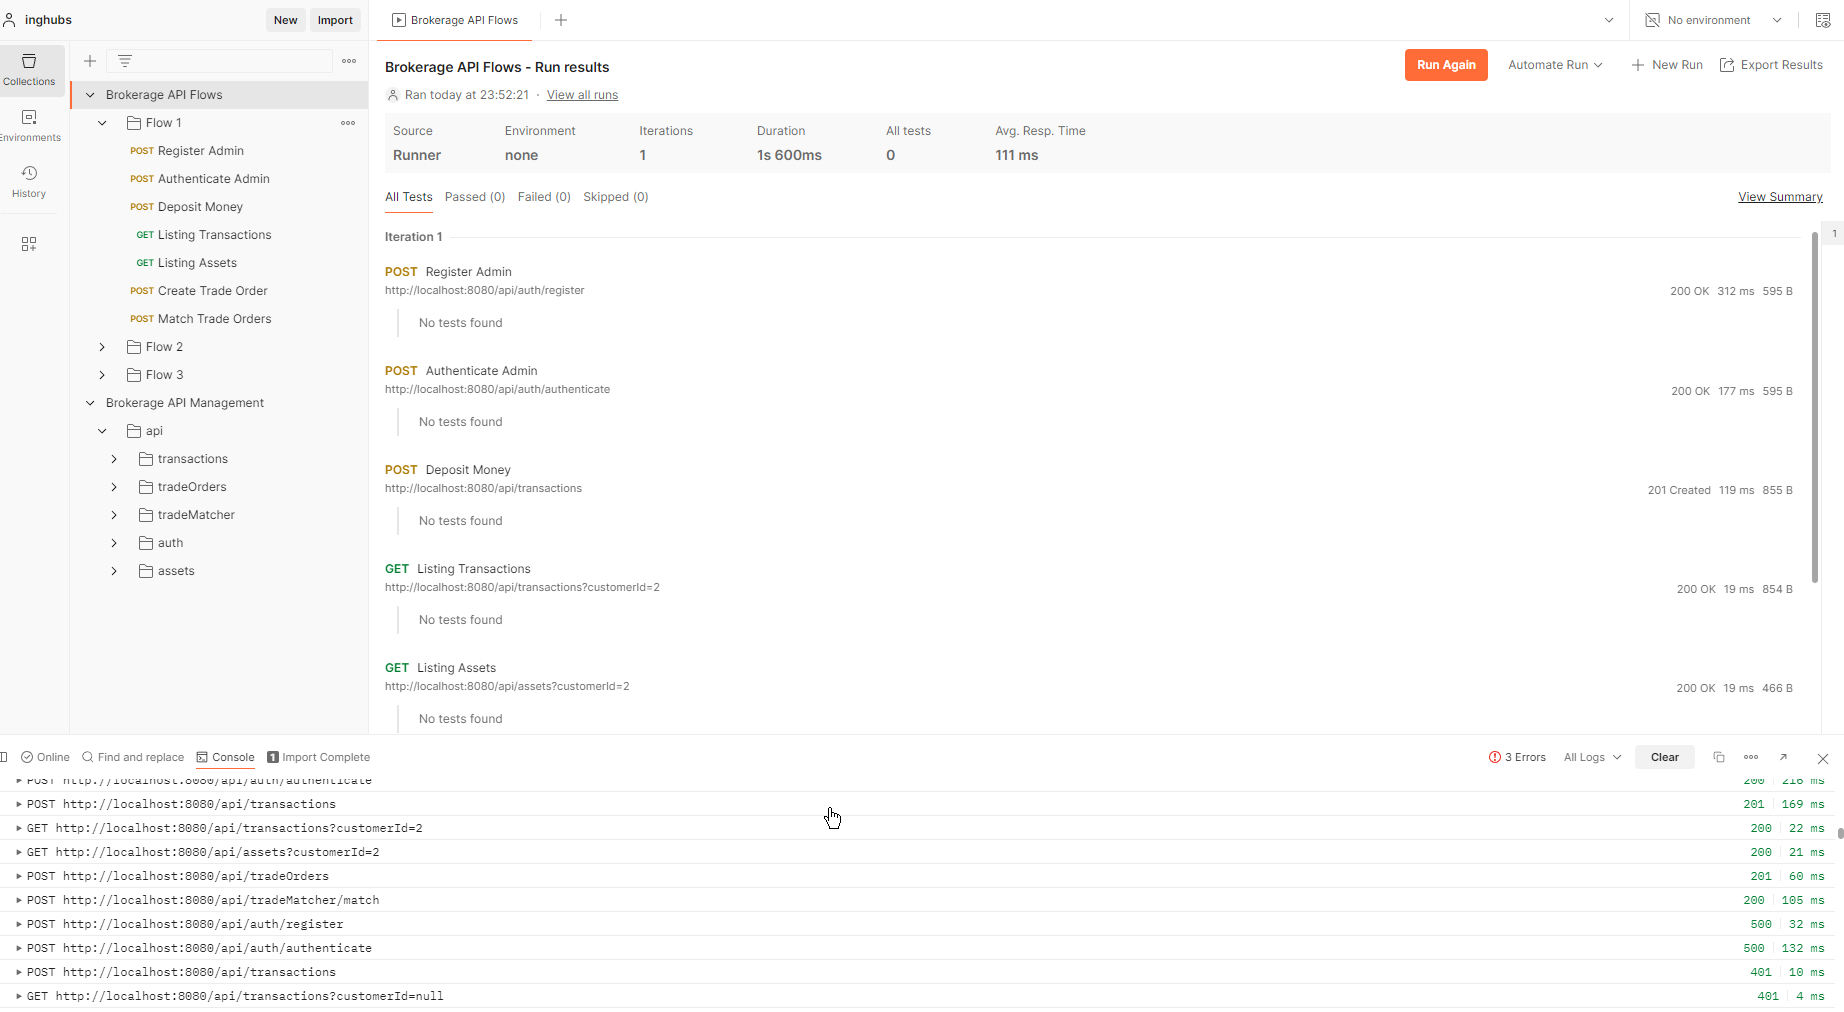 inghubs
New
Import
Brokerage API Flows
No environment
Collections
Environments
History
Brokerage API Flows
Flow 1
POST Register Admin
POST Authenticate Admin
POST Deposit Money
GET Listing Transactions
GET Listing Assets
POST Create Trade Order
POST Match Trade Orders
Flow 2
Flow 3
Brokerage API Management
api
transactions
tradeOrders
tradeMatcher
auth
assets
Brokerage API Flows - Run results
Run Again
Automate Run
New Run
Export Results
Ran today at 23:52:21 · View all runs
Source Environment Iterations Duration All tests Avg. Resp. Time
Runner none 1 1s 600ms 0 111 ms
All Tests Passed (0) Failed (0) Skipped (0) View Summary
Iteration 1
1
POST Register Admin
http://localhost:8080/api/auth/register
200 OK 312 ms 595 B
No tests found
POST Authenticate Admin
http://localhost:8080/api/auth/authenticate
200 OK 177 ms 595 B
No tests found
POST Deposit Money
http://localhost:8080/api/transactions
201 Created 119 ms 855 B
No tests found
GET Listing Transactions
http://localhost:8080/api/transactions?customerId=2
200 OK 19 ms 854 B
No tests found
GET Listing Assets
http://localhost:8080/api/assets?customerId=2
200 OK 19 ms 466 B
No tests found
Online Find and replace Console 1 Import Complete 3 Errors All Logs Clear
POST http://localhost:8080/api/auth/authenticate 200 216 ms
POST http://localhost:8080/api/transactions 201 169 ms
GET http://localhost:8080/api/transactions?customerId=2 200 22 ms
GET http://localhost:8080/api/assets?customerId=2 200 21 ms
POST http://localhost:8080/api/tradeOrders 201 60 ms
POST http://localhost:8080/api/tradeMatcher/match 200 105 ms
POST http://localhost:8080/api/auth/register 500 32 ms
POST http://localhost:8080/api/auth/authenticate 500 132 ms
POST http://localhost:8080/api/transactions 401 10 ms
GET http://localhost:8080/api/transactions?customerId=null 401 4 ms